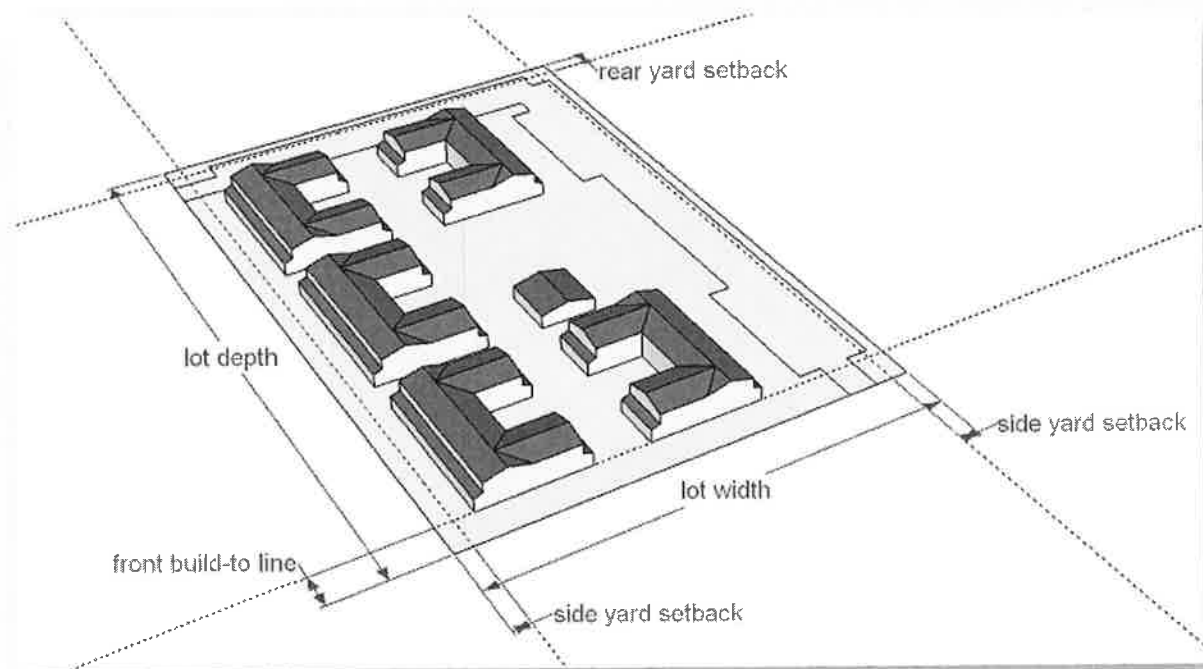 rear yard setback
lot depth
side yard setback
lot width
front build-to line
side yard setback